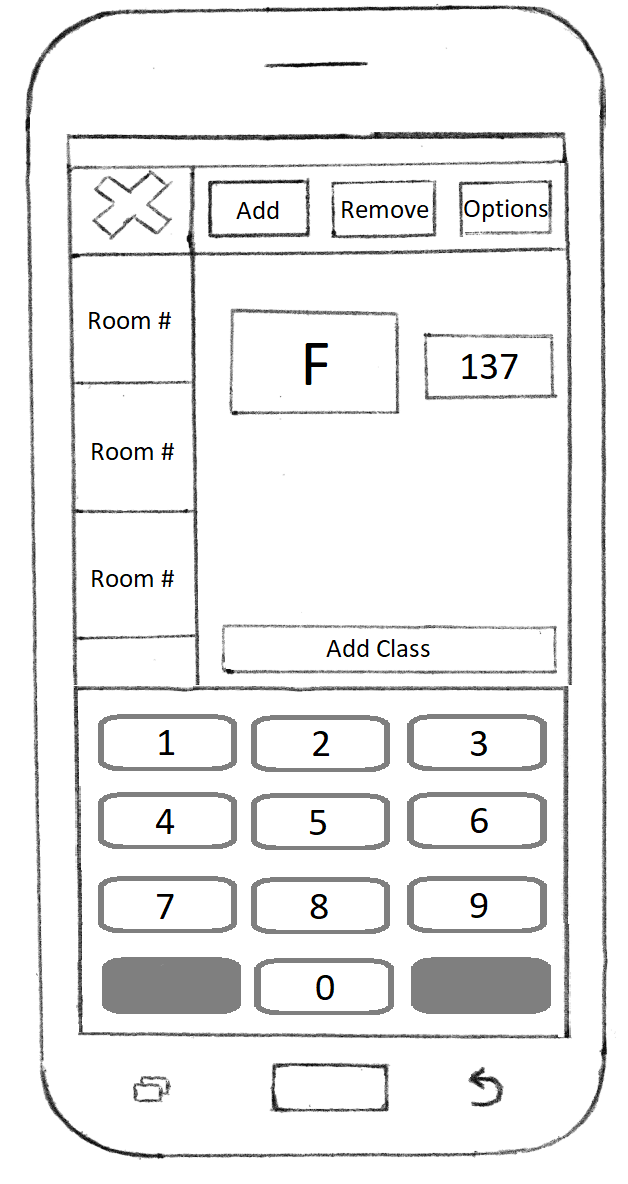 Add Remove Options
Room #
F 137
Room #
Room #
Add Class
1 2 3
4 5 6
7 8 9
0